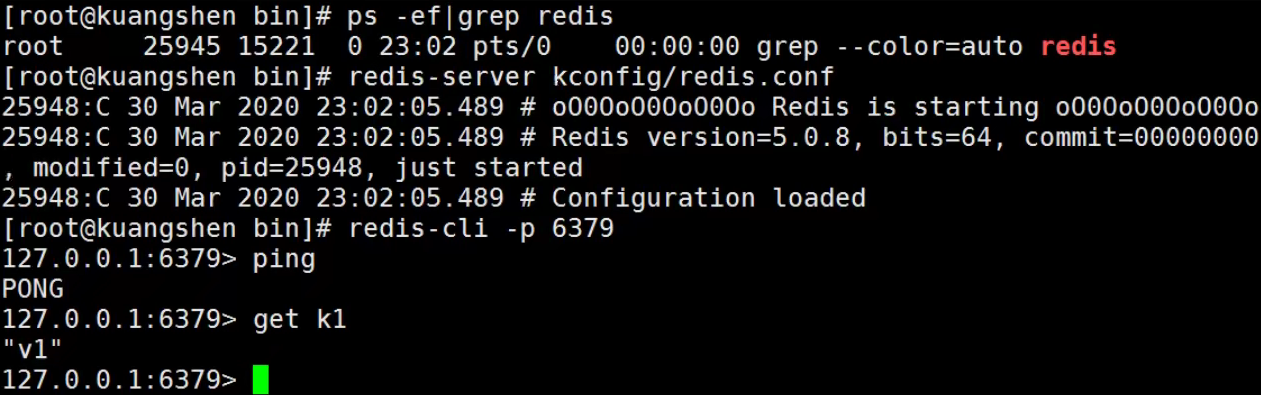 [root@kuangshen bin]# ps -ef|grep redis
root     25945 15221  0 23:02 pts/0    00:00:00 grep --color=auto redis
[root@kuangshen bin]# redis-server kconfig/redis.conf
25948:C 30 Mar 2020 23:02:05.489 # oO0OoO0OoO0Oo Redis is starting oO0OoO0OoO0Oo
25948:C 30 Mar 2020 23:02:05.489 # Redis version=5.0.8, bits=64, commit=00000000
, modified=0, pid=25948, just started
25948:C 30 Mar 2020 23:02:05.489 # Configuration loaded
[root@kuangshen bin]# redis-cli -p 6379
127.0.0.1:6379> ping
PONG
127.0.0.1:6379> get k1
"v1"
127.0.0.1:6379>